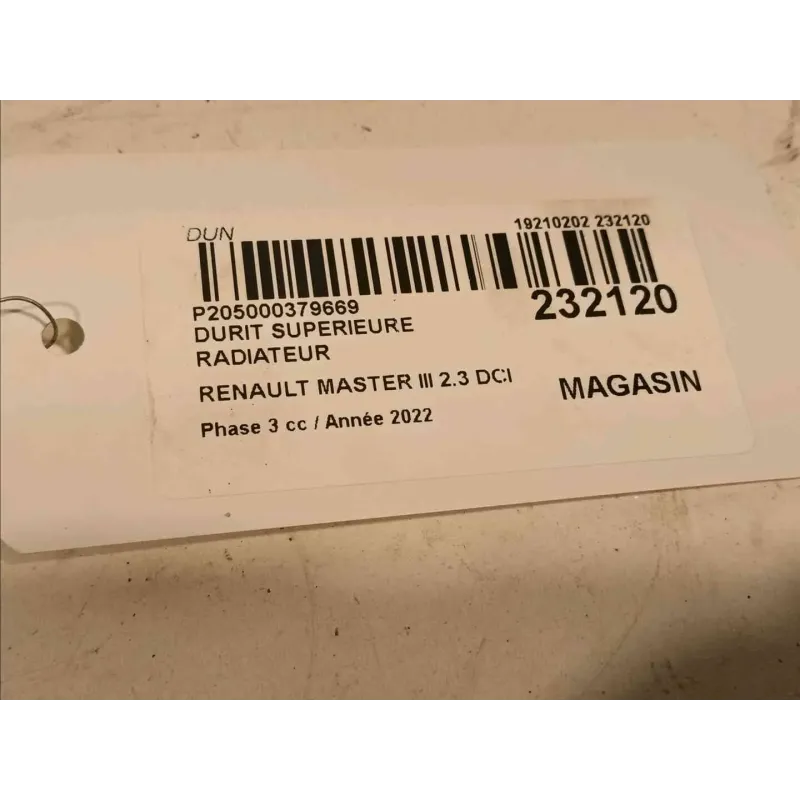 DUN
19210202 232120
P205000379669
232120
DURIT SUPERIEURE
RADIATEUR
RENAULT MASTER III 2.3 DCI
MAGASIN
Phase 3 cc / Année 2022